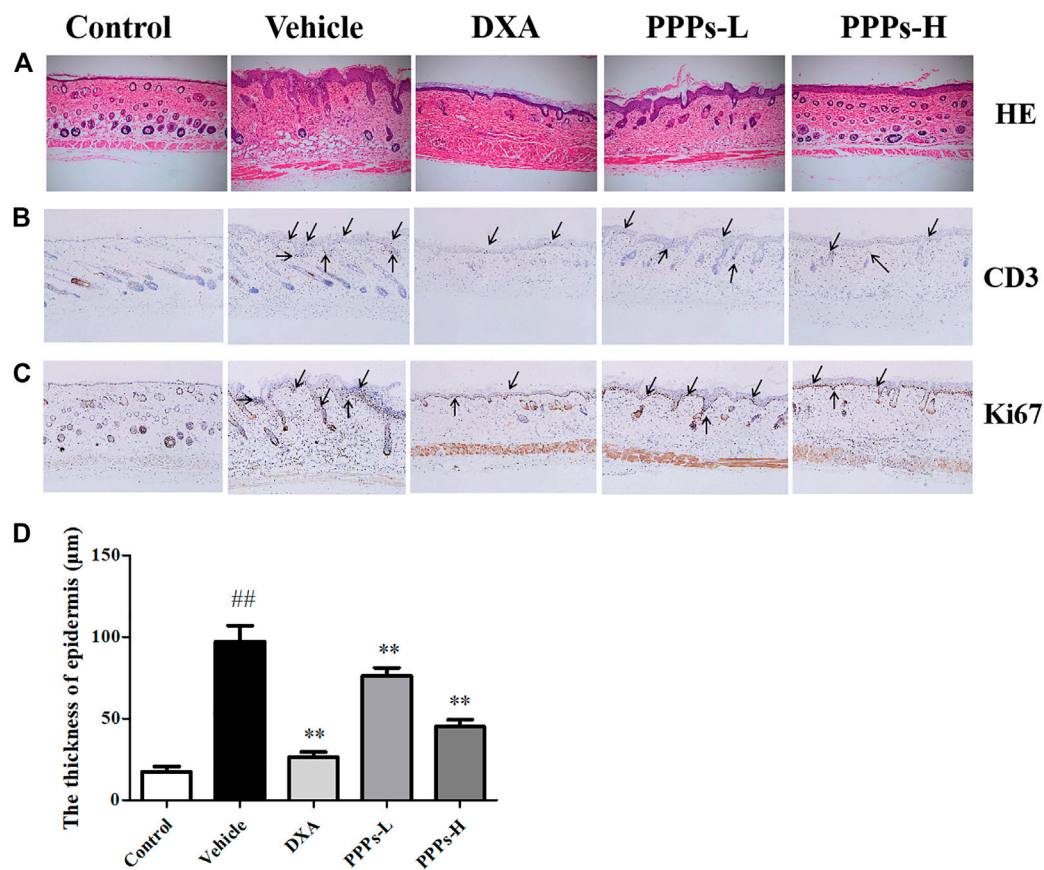 Control Vehicle DXA PPPs-L PPPs-H
A
HE
B
CD3
C
Ki67
D
The thickness of epidermis (μm)
150
100
50
0
##
**
**
**
Control Vehicle DXA PPPs-L PPPs-H